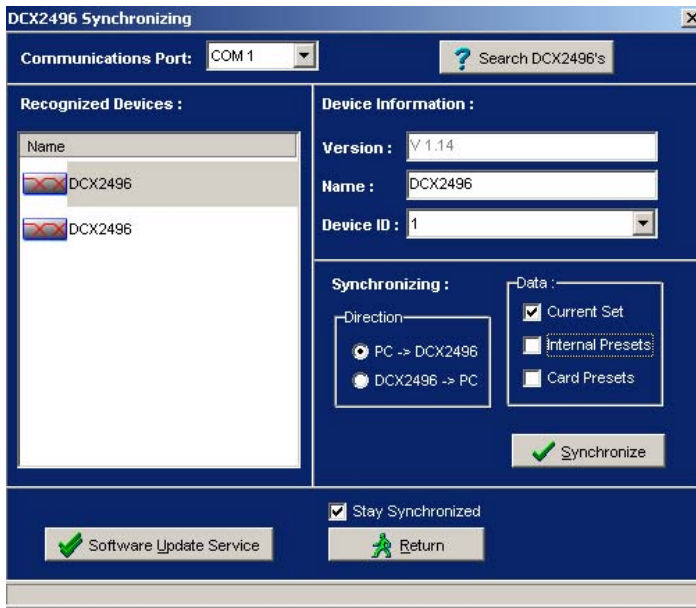 DCX2496 Synchronizing
Communications Port: COM 1
Search DCX2496's
Recognized Devices :
Name
DCX2496
DCX2496
Device Information :
Version : V 1.14
Name : DCX2496
Device ID : 1
Synchronizing :
Direction
PC -> DCX2496
DCX2496 -> PC
Data :
Current Set
Internal Presets
Card Presets
Synchronize
Stay Synchronized
Software Update Service
Return